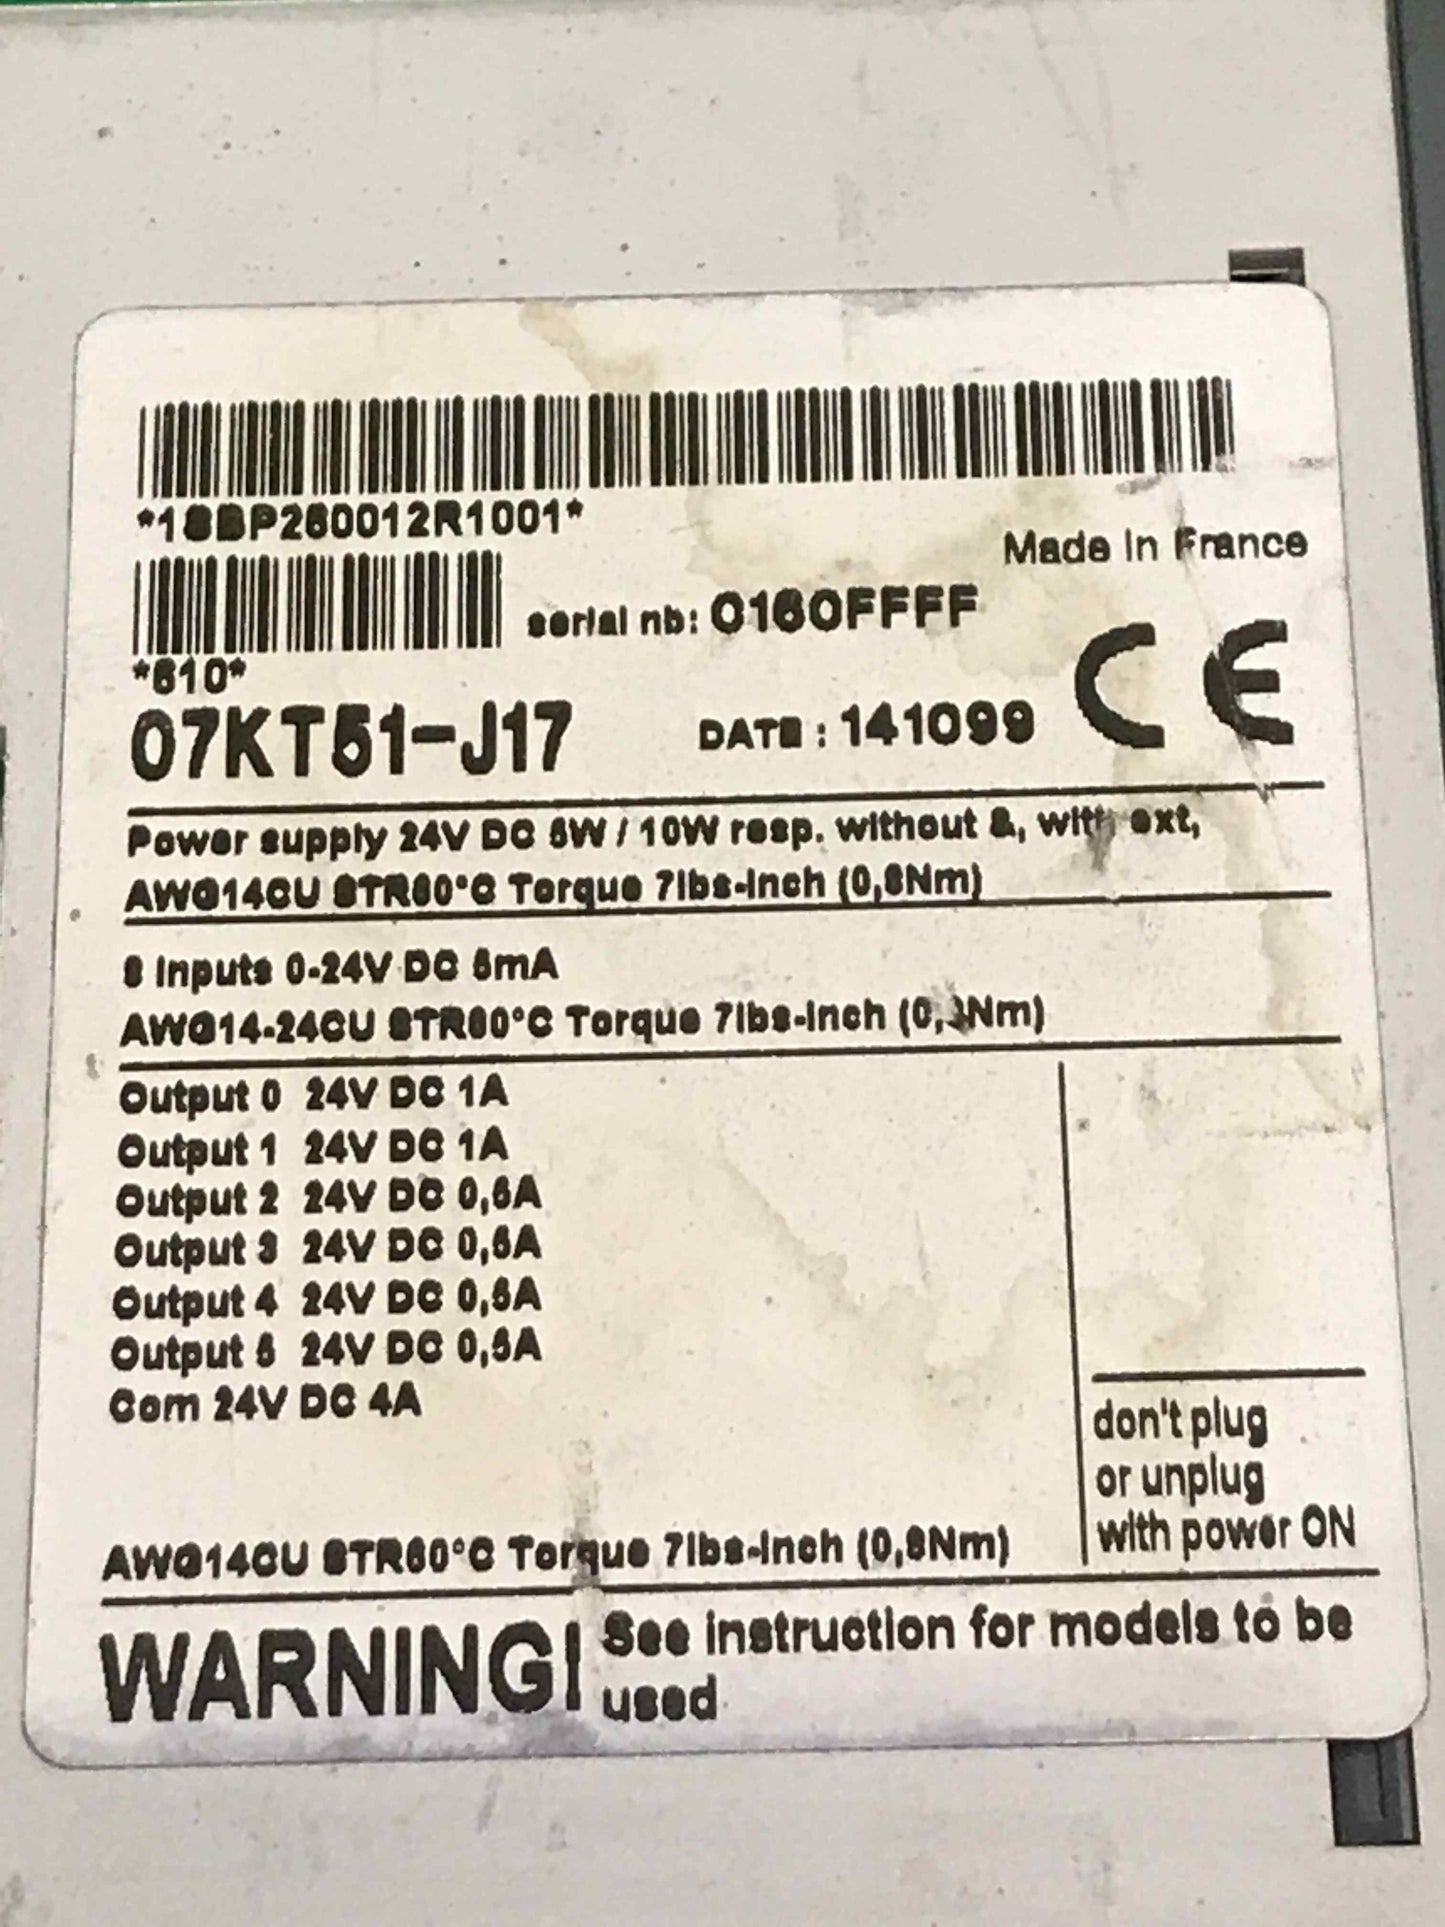 *1SBP260012R1001*
Made in France
serial nb: 0160FFFF
*510*
07KT51-J17
DATE : 141099
CE
Power supply 24V DC 5W / 10W resp. without &, with ext,
AWG14CU STR60°C Torque 7lbs-inch (0,8Nm)
8 Inputs 0-24V DC 5mA
AWG14-24CU STR60°C Torque 7lbs-inch (0,8Nm)
Output 0 24V DC 1A
Output 1 24V DC 1A
Output 2 24V DC 0,5A
Output 3 24V DC 0,5A
Output 4 24V DC 0,5A
Output 5 24V DC 0,5A
Com 24V DC 4A
don't plug
or unplug
with power ON
AWG14CU STR60°C Torque 7lbs-inch (0,8Nm)
WARNING! See instruction for models to be
used